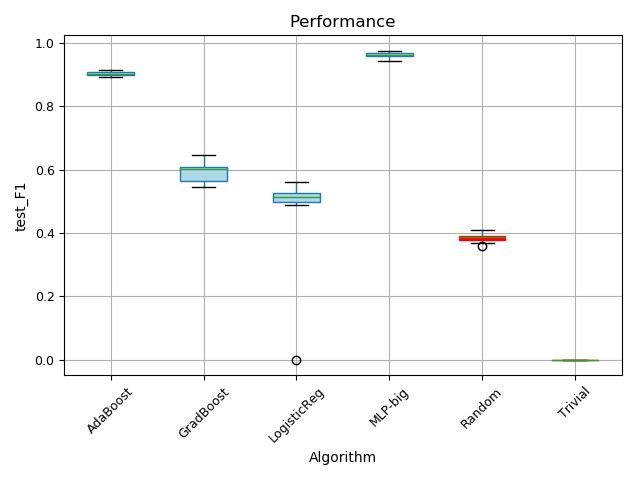 Performance
1.0
0.8
0.6
0.4
0.2
0.0
test_F1
AdaBoost
GradBoost
LogisticReg
MLP-big
Random
Trivial
Algorithm